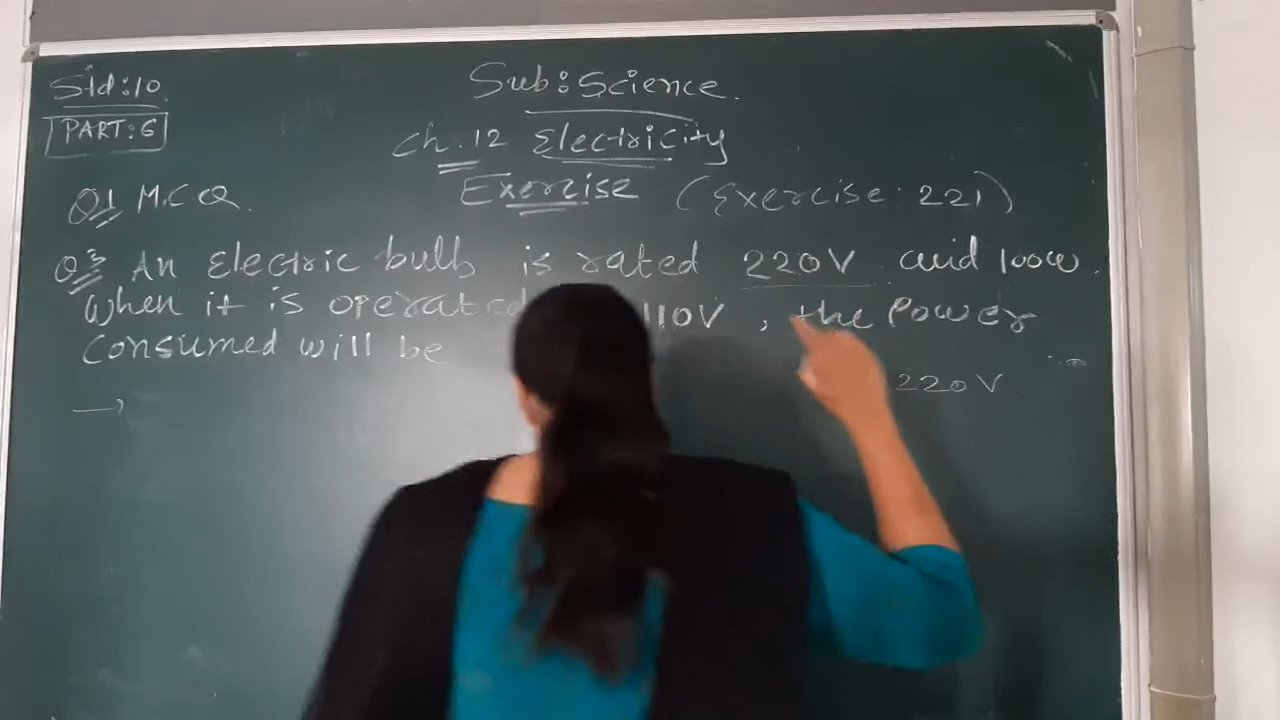 Std:10.
PART:6
Sub:Science.
Ch.12 Electricity
Exercise (Exercise:221)
Q1 M.C Q.
Q3 An Electric bulb is rated 220V and 100W.
When it is operated 110V, the Power
Consumed will be
220V
→